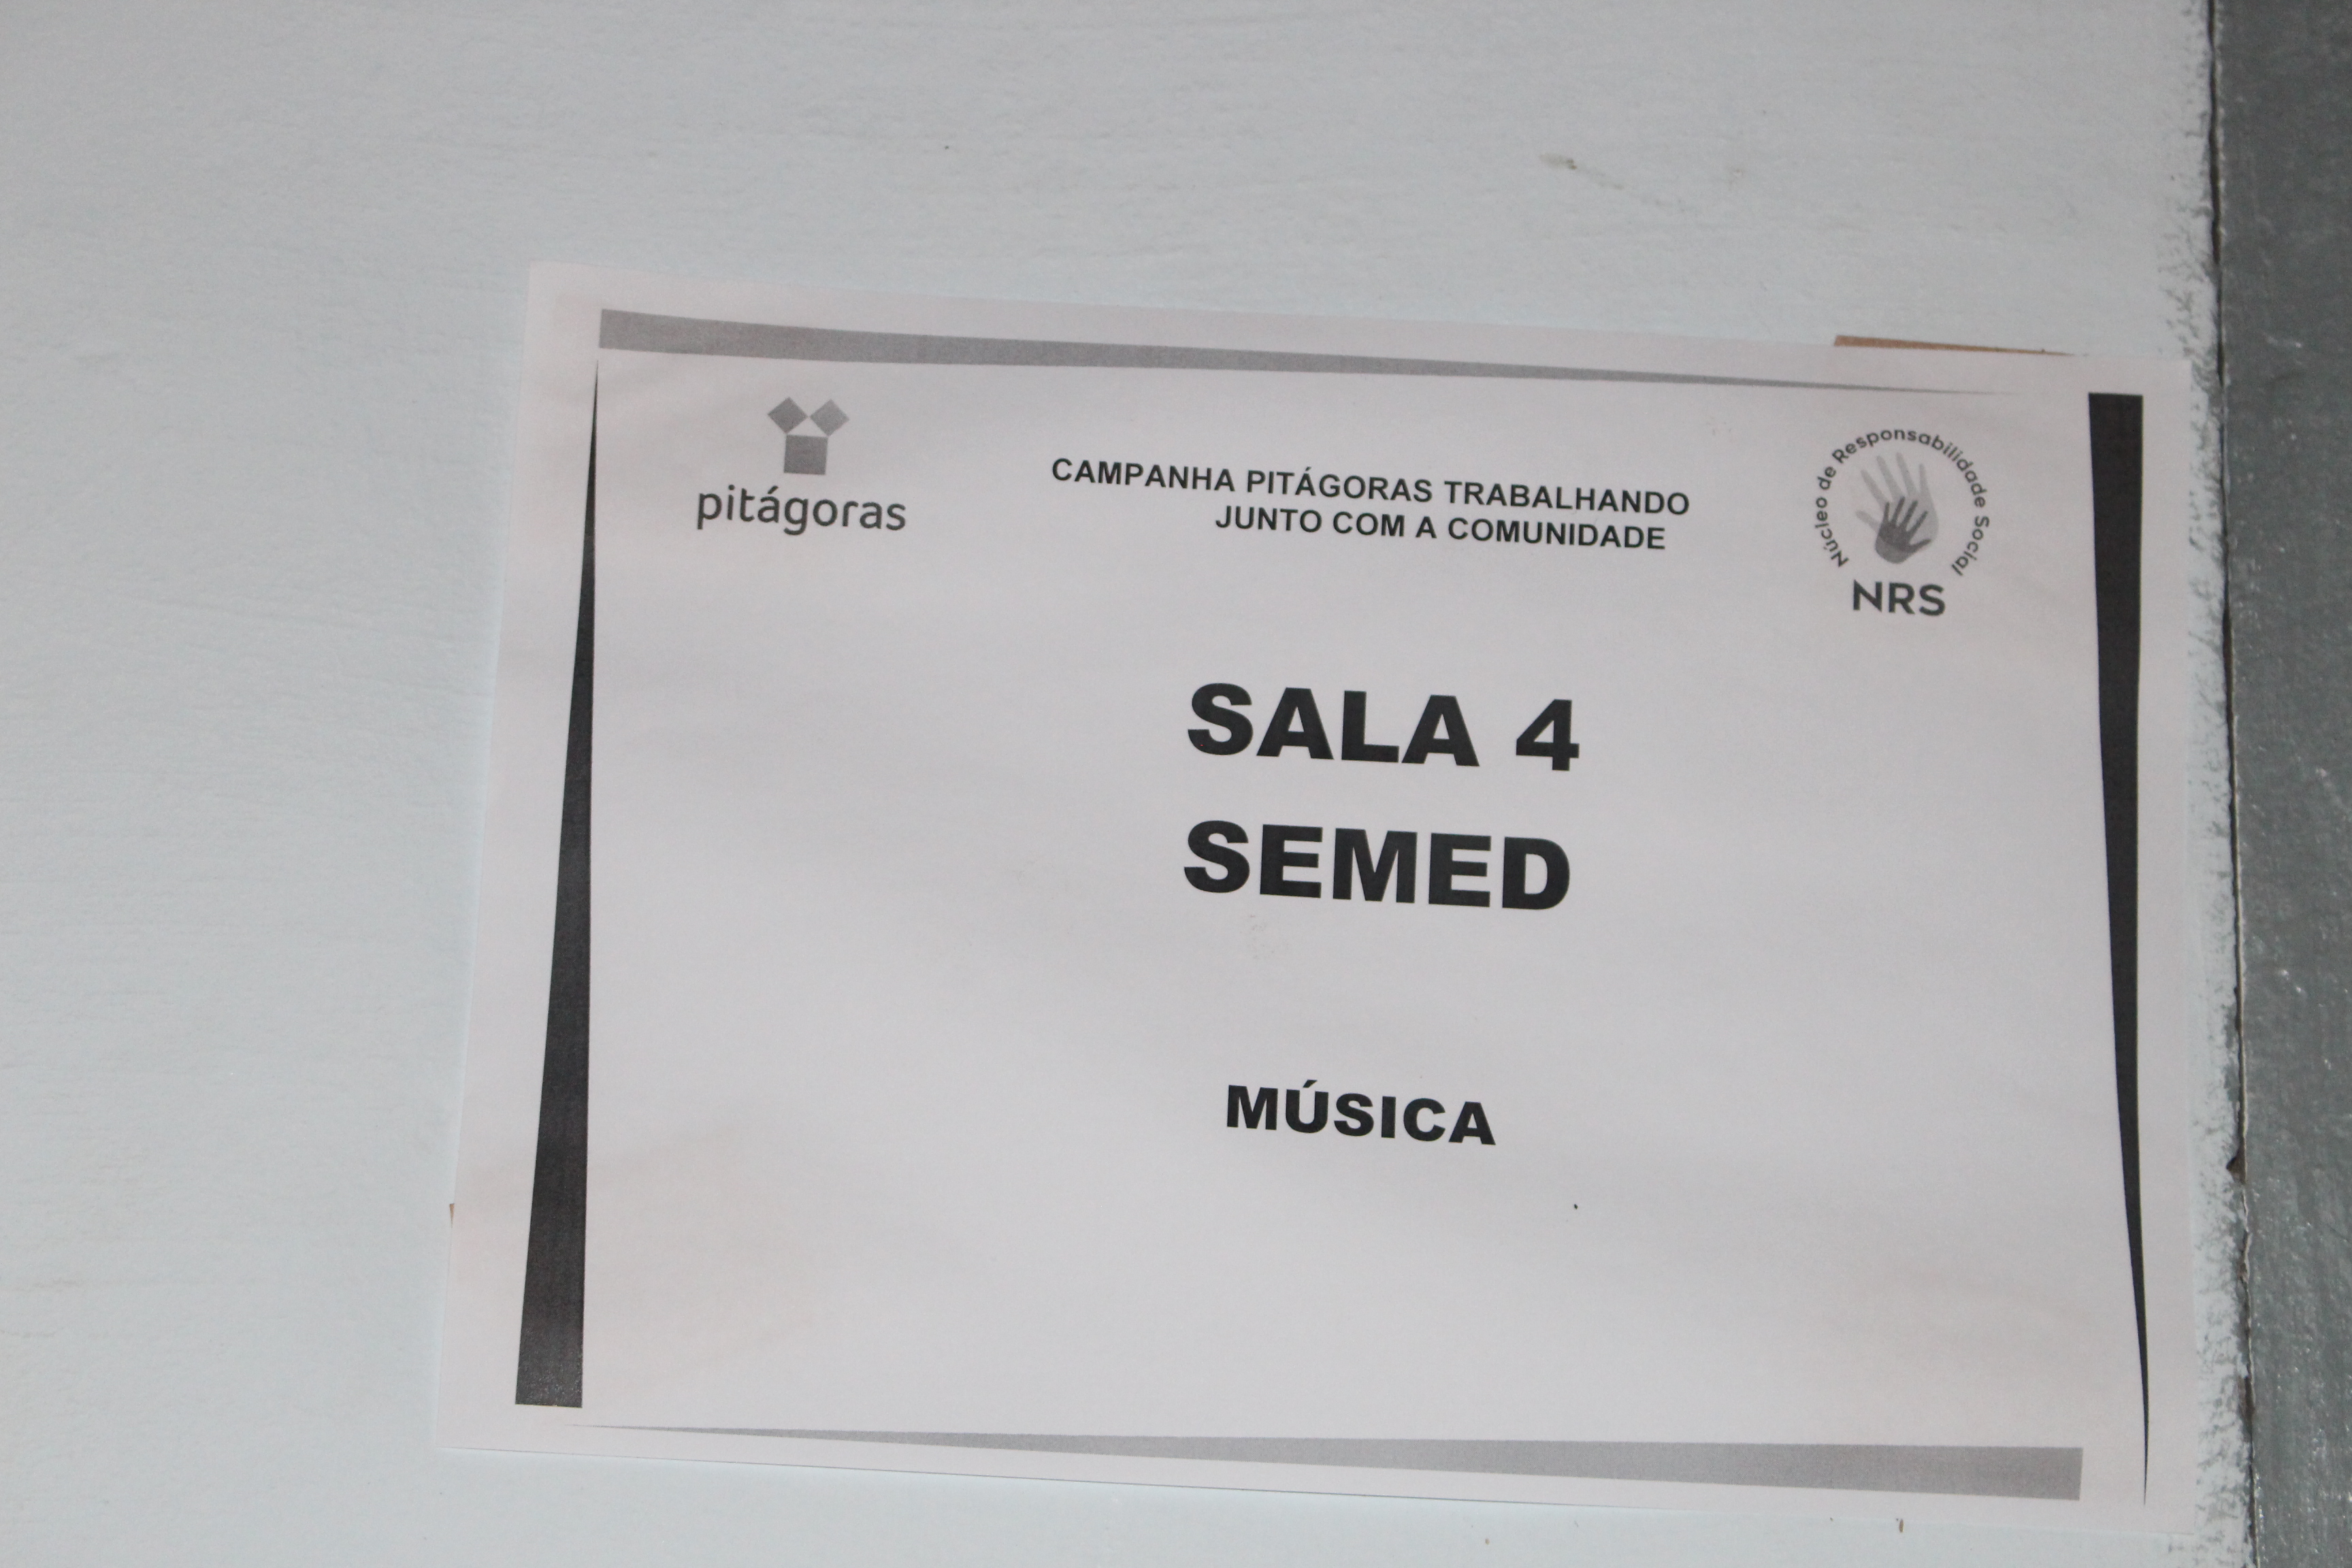 pitágoras
CAMPANHA PITÁGORAS TRABALHANDO
JUNTO COM A COMUNIDADE
Núcleo de Responsabilidade Social
NRS
SALA 4
SEMED
MÚSICA